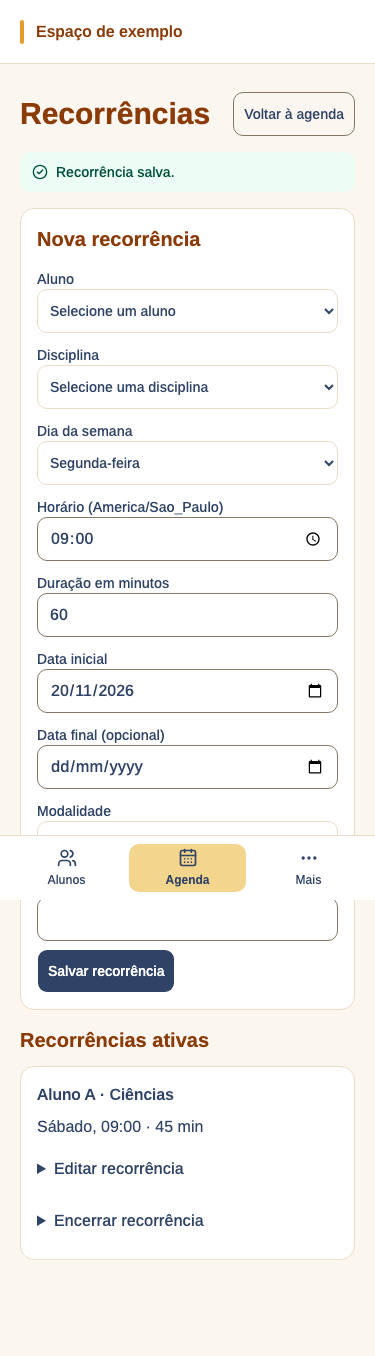 Espaço de exemplo
Recorrências
Voltar à agenda
Recorrência salva.
Nova recorrência
Aluno
Selecione um aluno
Disciplina
Selecione uma disciplina
Dia da semana
Segunda-feira
Horário (America/Sao_Paulo)
09:00
Duração em minutos
60
Data inicial
20/11/2026
Data final (opcional)
dd/mm/yyyy
Modalidade
Alunos
Agenda
Mais
Salvar recorrência
Recorrências ativas
Aluno A · Ciências
Sábado, 09:00 · 45 min
Editar recorrência
Encerrar recorrência